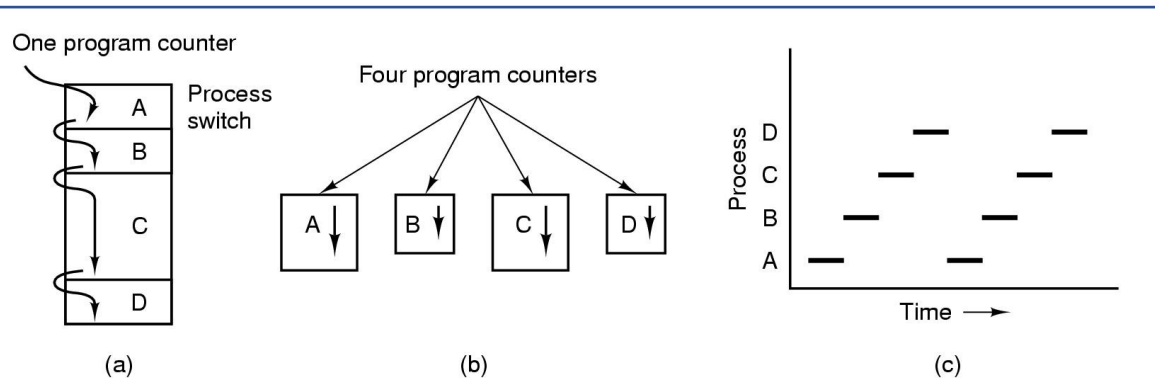 One program counter
A
B
C
D
Process
switch
(a)
Four program counters
A
B
C
D
(b)
Process
D
C
B
A
Time
(c)